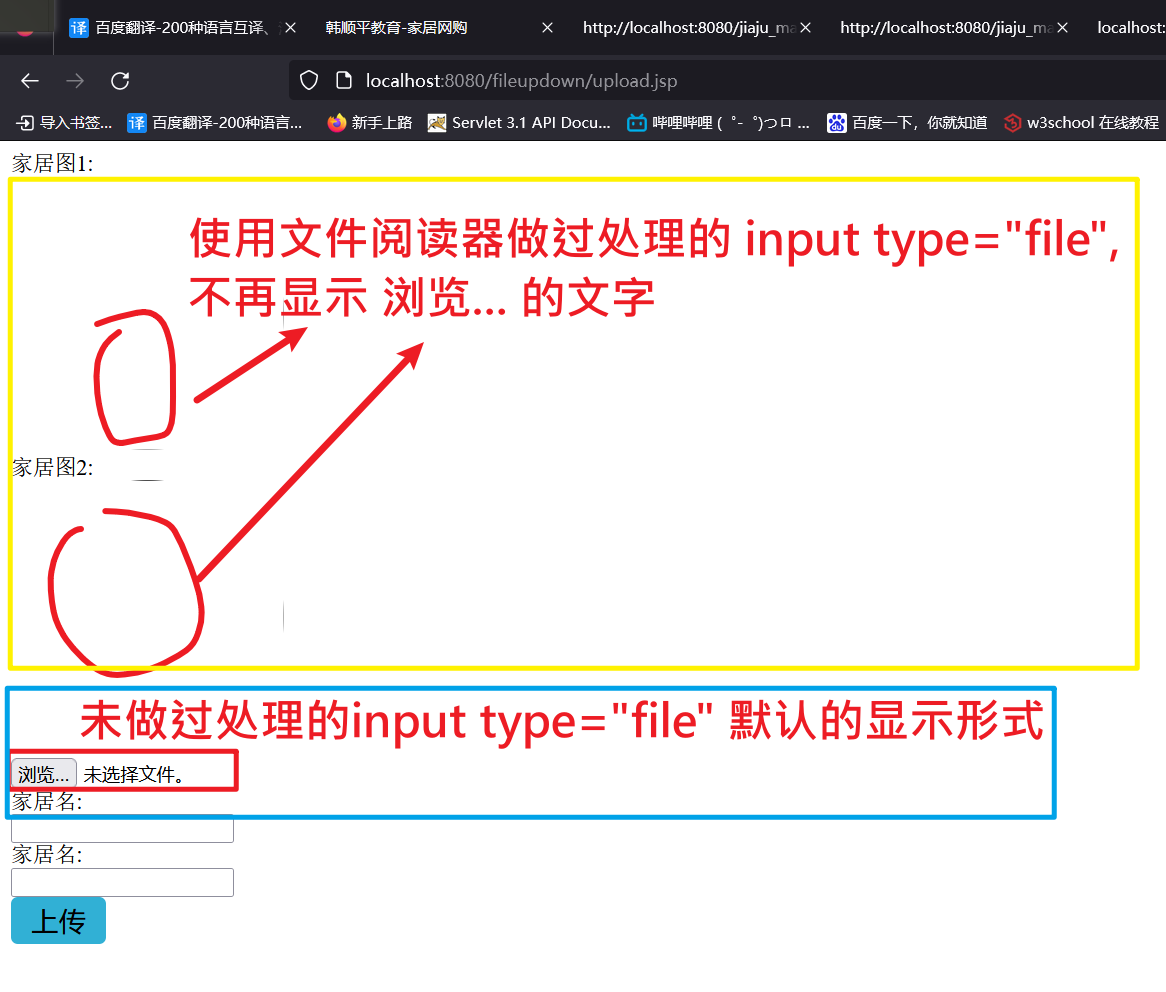 百度翻译-200种语言互译、
韩顺平教育-家居网购
http://localhost:8080/jiaju_ma
http://localhost:8080/jiaju_ma
localhost:
localhost:8080/fileupdown/upload.jsp
导入书签...
译 百度翻译-200种语言...
新手上路
Servlet 3.1 API Docu...
哔哩哔哩 ( ゜- ゜)つロ ...
百度一下，你就知道
w3school 在线教程
家居图1:
使用文件阅读器做过处理的 input type="file",
不再显示 浏览... 的文字
家居图2:
未做过处理的input type="file" 默认的显示形式
浏览... 未选择文件。
家居名:
家居名:
上传